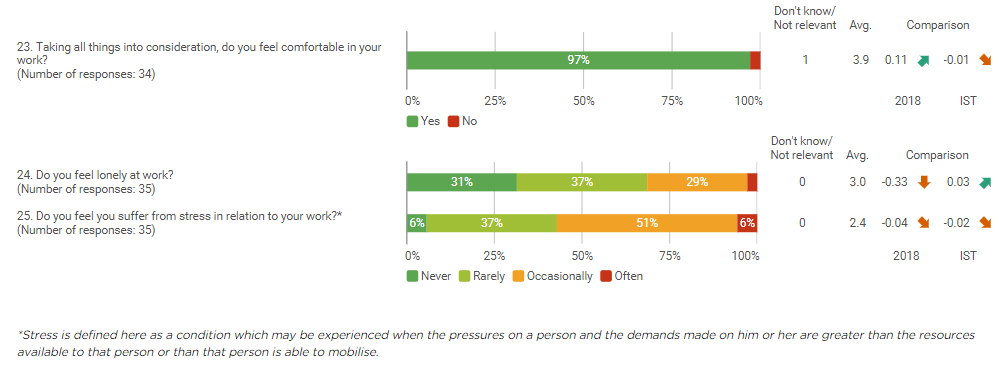 Don't know/
Not relevant Avg. Comparison
23. Taking all things into consideration, do you feel comfortable in your
work?
(Number of responses: 34)
97% 1 3.9 0.11 -0.01
0% 25% 50% 75% 100% 2018 IST
Yes No
Don't know/
Not relevant Avg. Comparison
24. Do you feel lonely at work?
(Number of responses: 35)
31% 37% 29% 0 3.0 -0.33 0.03
25. Do you feel you suffer from stress in relation to your work?*
(Number of responses: 35)
6% 37% 51% 6% 0 2.4 -0.04 -0.02
0% 25% 50% 75% 100% 2018 IST
Never Rarely Occasionally Often
*Stress is defined here as a condition which may be experienced when the pressures on a person and the demands made on him or her are greater than the resources
available to that person or than that person is able to mobilise.